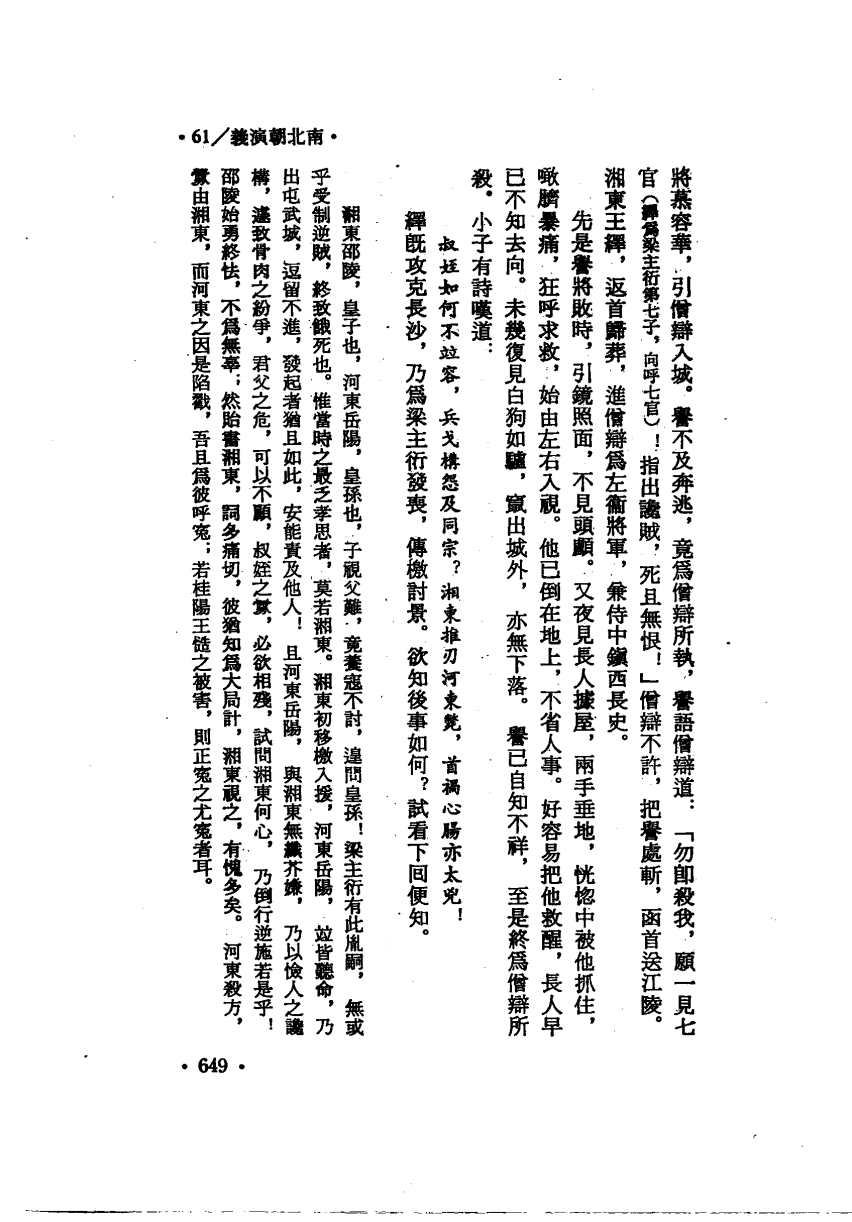 ·南北朝演義／61·
將慕容華，引僧辯入城。譽不及奔逃，竟爲僧辯所執，譽語僧辯道：「勿卽殺我，願一見七
官（繹爲梁主衍第七子，向呼七官）！指出讒賊，死且無恨！」僧辯不許，把譽處斬，函首送江陵。
湘東王繹，返首歸葬，進僧辯爲左衞將軍，兼侍中鎭西長史。
先是譽將敗時，引鏡照面，不見頭顱。又夜見長人據屋，兩手垂地，恍惚中被他抓住，
噉臍暴痛，狂呼求救，始由左右入視。他已倒在地上，不省人事。好容易把他救醒，長人早
已不知去向。未幾復見白狗如驢，竄出城外，亦無下落。譽已自知不祥，至是終爲僧辯所
殺。小子有詩嘆道：
叔姪如何不竝容，兵戈構怨及同宗？湘東推刃河東斃，首禍心腸亦太兇！
繹旣攻克長沙，乃爲梁主衍發喪，傳檄討景。欲知後事如何？試看下回便知。
湘東邵陵，皇子也，河東岳陽，皇孫也，子視父難，竟養寇不討，遑問皇孫！梁主衍有此胤嗣，無或
乎受制逆賊，終致餓死也。惟當時之最乏孝思者，莫若湘東。湘東初移檄入援，河東岳陽，竝皆聽命，乃
出屯武城，逗留不進，發起者猶且如此，安能責及他人！且河東岳陽，與湘東無纖芥嫌，乃以憸人之讒
構，遽致骨肉之紛爭，君父之危，可以不顧，叔姪之釁，必欲相殘，試問湘東何心，乃倒行逆施若是乎！
邵陵始勇終怯，不爲無辜；然貽書湘東，詞多痛切，彼猶知爲大局計，湘東視之，有愧多矣。河東殺方，
釁由湘東，而河東之因是陷戮，吾且爲彼呼冤；若桂陽王慥之被害，則正冤之尤冤者耳。
·649·